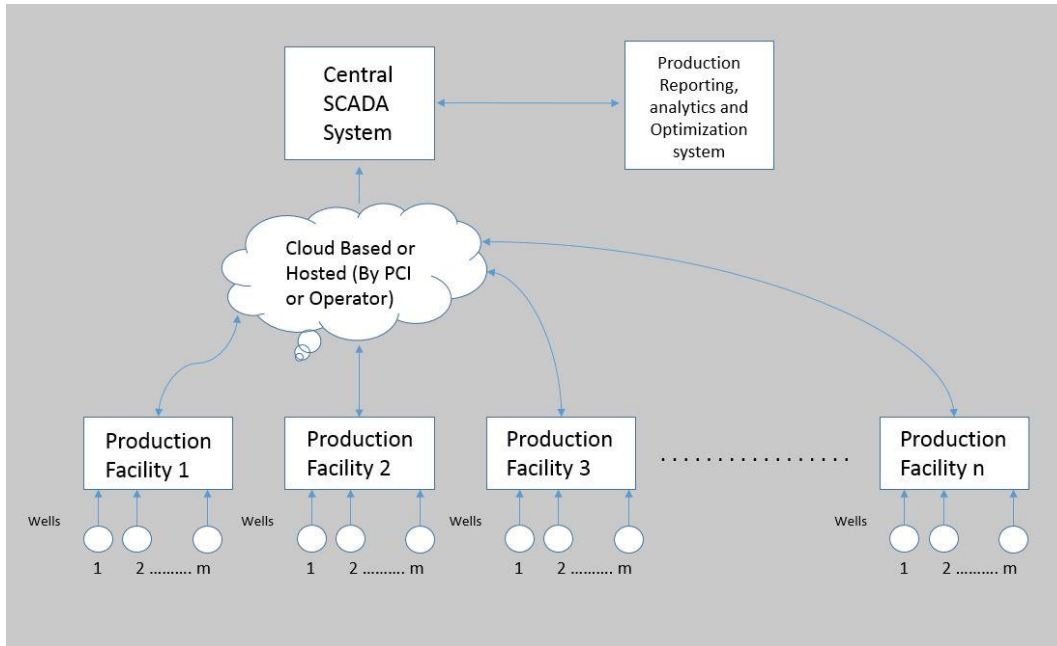 Central
SCADA
System
Production
Reporting,
analytics and
Optimization
system
Cloud Based or
Hosted (By PCI
or Operator)
Production
Facility 1
Production
Facility 2
Production
Facility 3
. . . . . . . . . . . . . . . . .
Production
Facility n
Wells
1 2 .......... m
Wells
1 2 .......... m
Wells
1 2 .......... m
Wells
1 2 .......... m